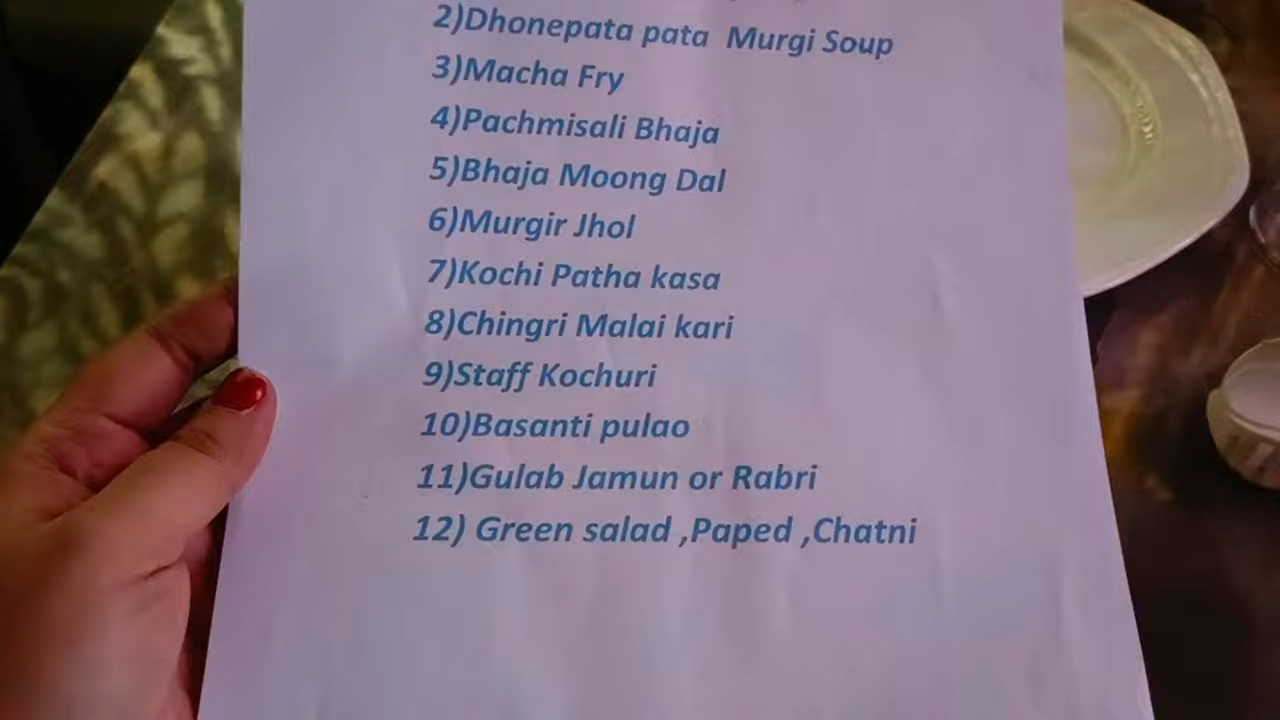 2)Dhonepata pata Murgi Soup
3)Macha Fry
4)Pachmisali Bhaja
5)Bhaja Moong Dal
6)Murgir Jhol
7)Kochi Patha kasa
8)Chingri Malai kari
9)Staff Kochuri
10)Basanti pulao
11)Gulab Jamun or Rabri
12) Green salad ,Paped ,Chatni